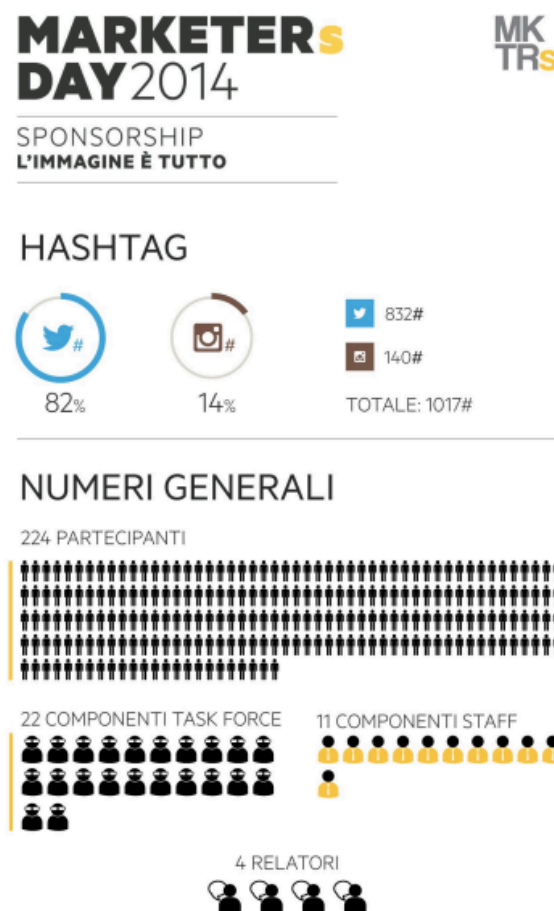 MARKETERs
DAY2014
MK
TRs
SPONSORSHIP
L'IMMAGINE È TUTTO
HASHTAG
#
#
82%
14%
832#
140#
TOTALE: 1017#
NUMERI GENERALI
224 PARTECIPANTI
22 COMPONENTI TASK FORCE
11 COMPONENTI STAFF
4 RELATORI